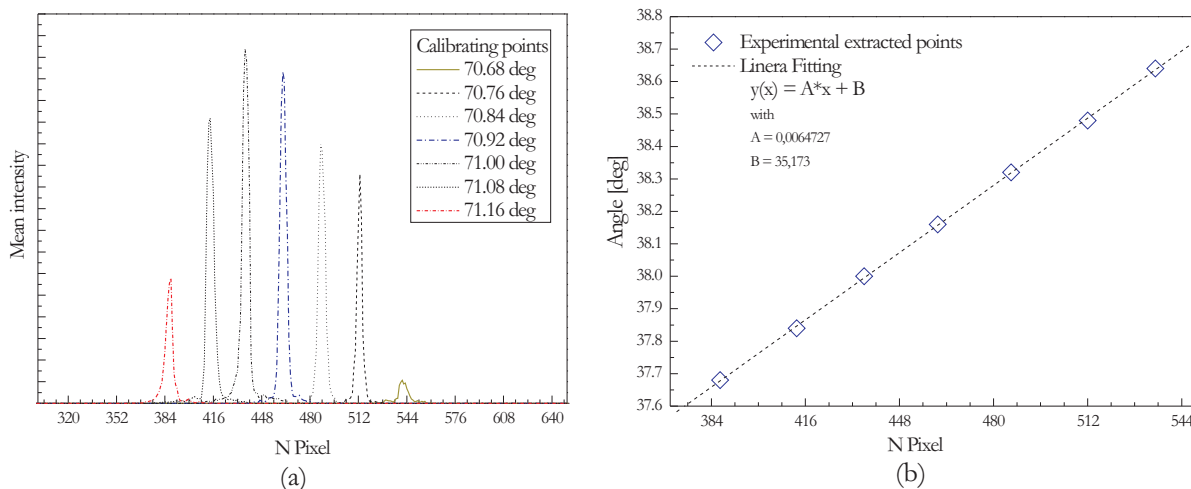 Calibrating points
70.68 deg
70.76 deg
70.84 deg
70.92 deg
71.00 deg
71.08 deg
71.16 deg
Mean intensity
320 352 384 416 448 480 512 544 576 608 640
N Pixel
(a)
38.8
38.7
38.6
38.5
38.4
38.3
38.2
38.1
38.0
37.9
37.8
37.7
37.6
Angle [deg]
Experimental extracted points
Linera Fitting
y(x) = A*x + B
with
A = 0,0064727
B = 35,173
384 416 448 480 512 544
N Pixel
(b)